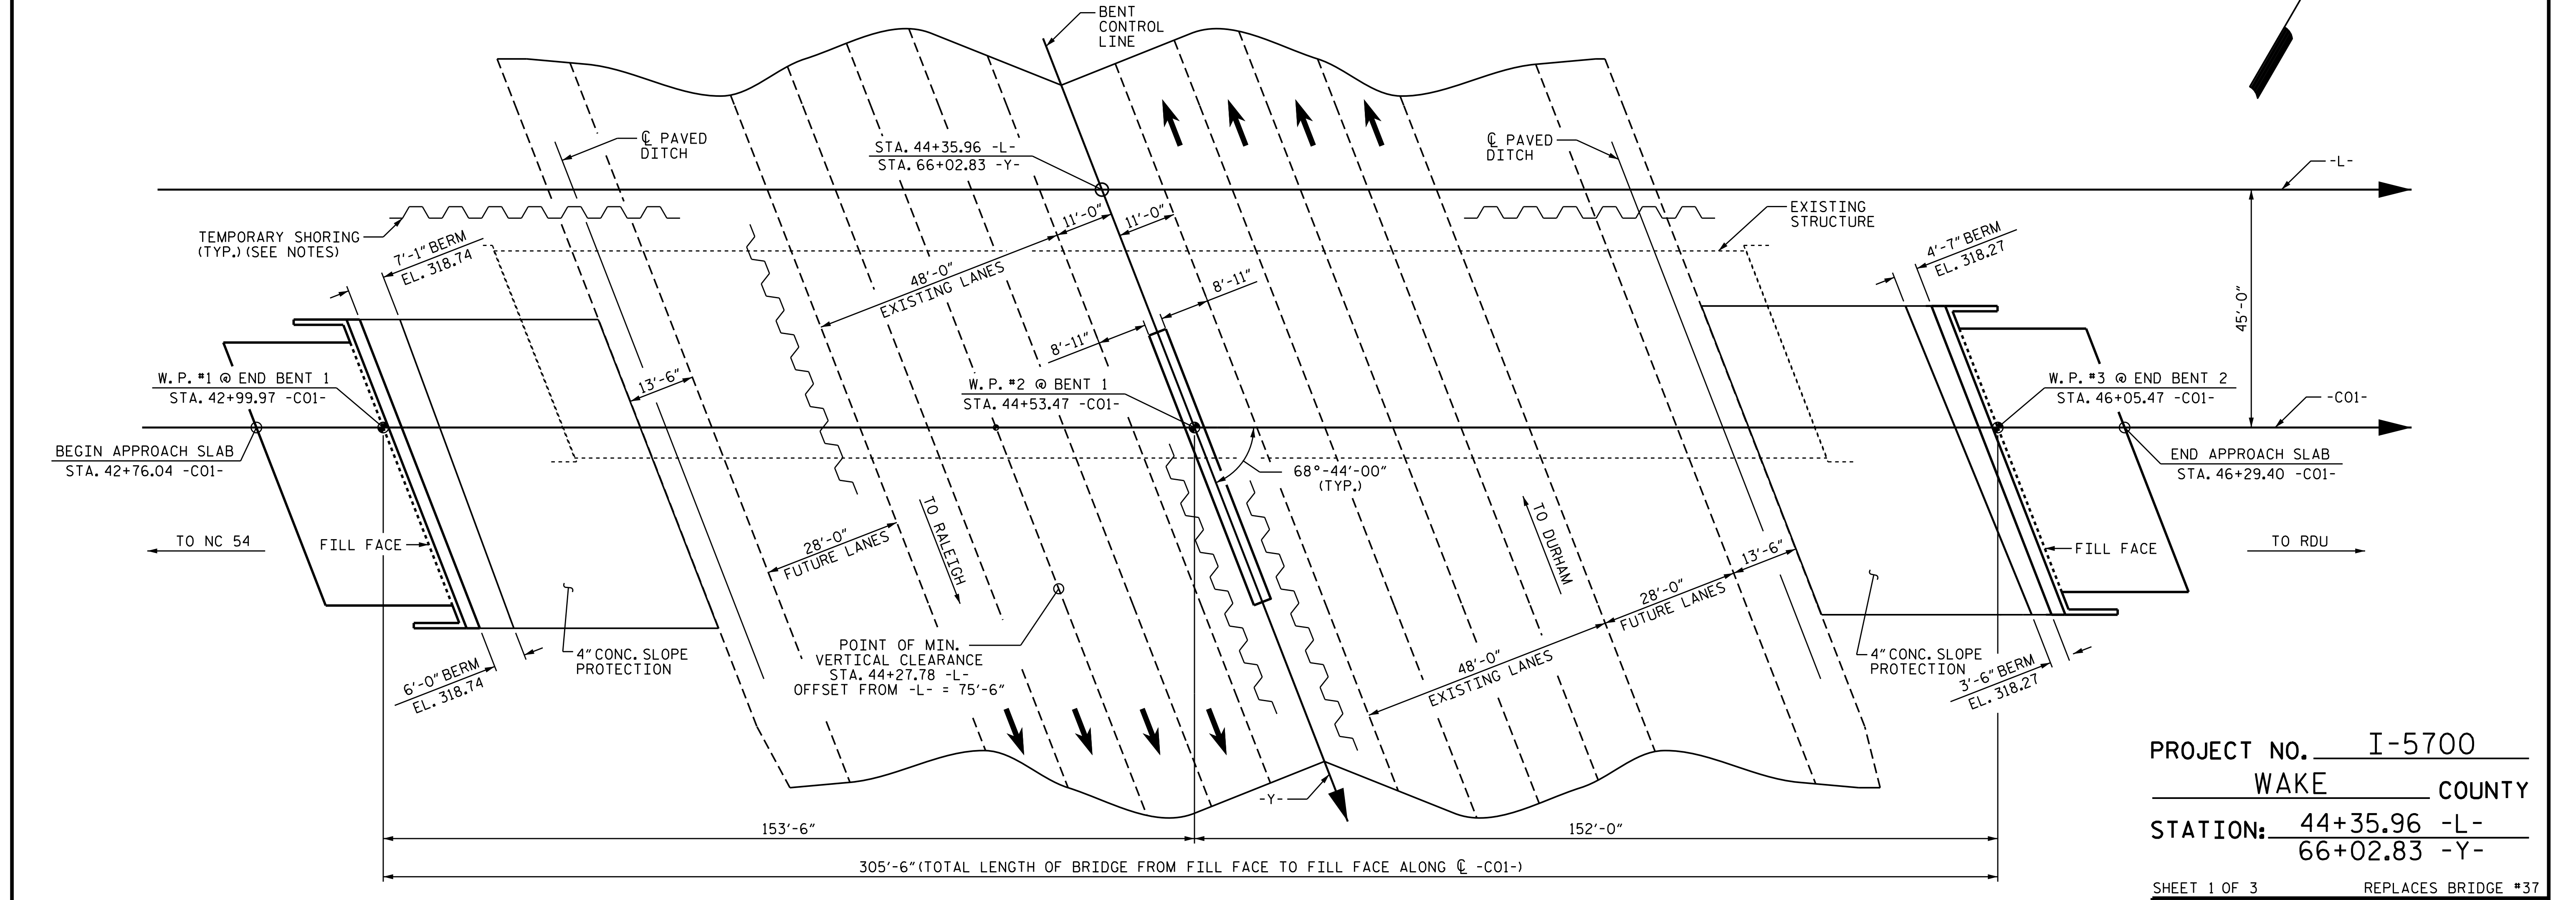 BENT
CONTROL
LINE
℄ PAVED
DITCH
STA. 44+35.96 -L-
STA. 66+02.83 -Y-
℄ PAVED
DITCH
-L-
TEMPORARY SHORING
(TYP.) (SEE NOTES)
7'-1" BERM
EL. 318.74
11'-0"
11'-0"
48'-0"
EXISTING LANES
EXISTING
STRUCTURE
4'-7" BERM
EL. 318.27
45'-0"
8'-11"
8'-11"
13'-6"
W.P. #1 @ END BENT 1
STA. 42+99.97 -CO1-
W.P. #2 @ BENT 1
STA. 44+53.47 -CO1-
W.P. #3 @ END BENT 2
STA. 46+05.47 -CO1-
-CO1-
BEGIN APPROACH SLAB
STA. 42+76.04 -CO1-
68°-44'-00"
(TYP.)
END APPROACH SLAB
STA. 46+29.40 -CO1-
TO NC 54
FILL FACE
28'-0"
FUTURE LANES
TO RALEIGH
TO DURHAM
13'-6"
28'-0"
FUTURE LANES
FILL FACE
TO RDU
POINT OF MIN.
VERTICAL CLEARANCE
STA. 44+27.78 -L-
OFFSET FROM -L- = 75'-6"
4" CONC. SLOPE
PROTECTION
6'-0" BERM
EL. 318.74
48'-0"
EXISTING LANES
4" CONC. SLOPE
PROTECTION
3'-6" BERM
EL. 318.27
-Y-
153'-6"
152'-0"
305'-6" (TOTAL LENGTH OF BRIDGE FROM FILL FACE TO FILL FACE ALONG ℄ -CO1-)
PROJECT NO. I-5700
WAKE COUNTY
STATION: 44+35.96 -L-
66+02.83 -Y-
SHEET 1 OF 3 REPLACES BRIDGE #37